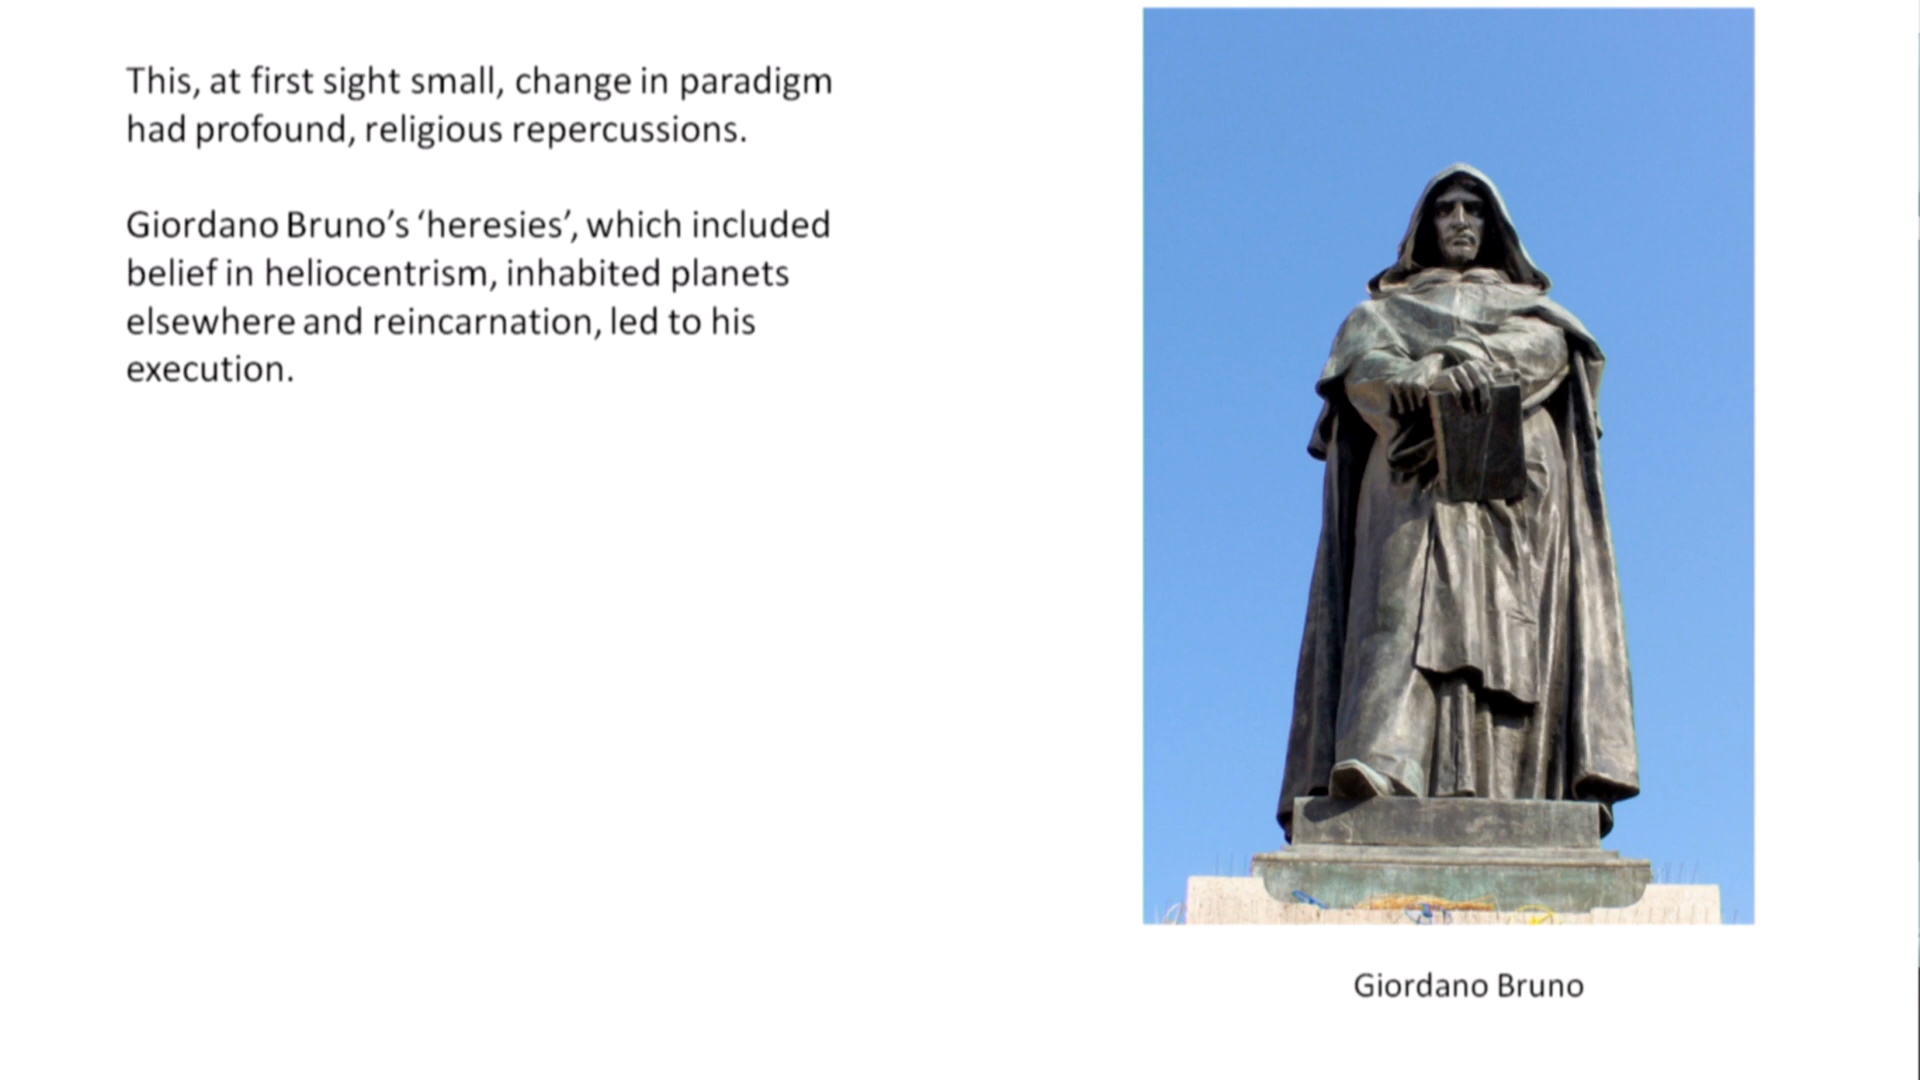 This, at first sight small, change in paradigm
had profound, religious repercussions.
Giordano Bruno’s ‘heresies’, which included
belief in heliocentrism, inhabited planets
elsewhere and reincarnation, led to his
execution.
Giordano Bruno